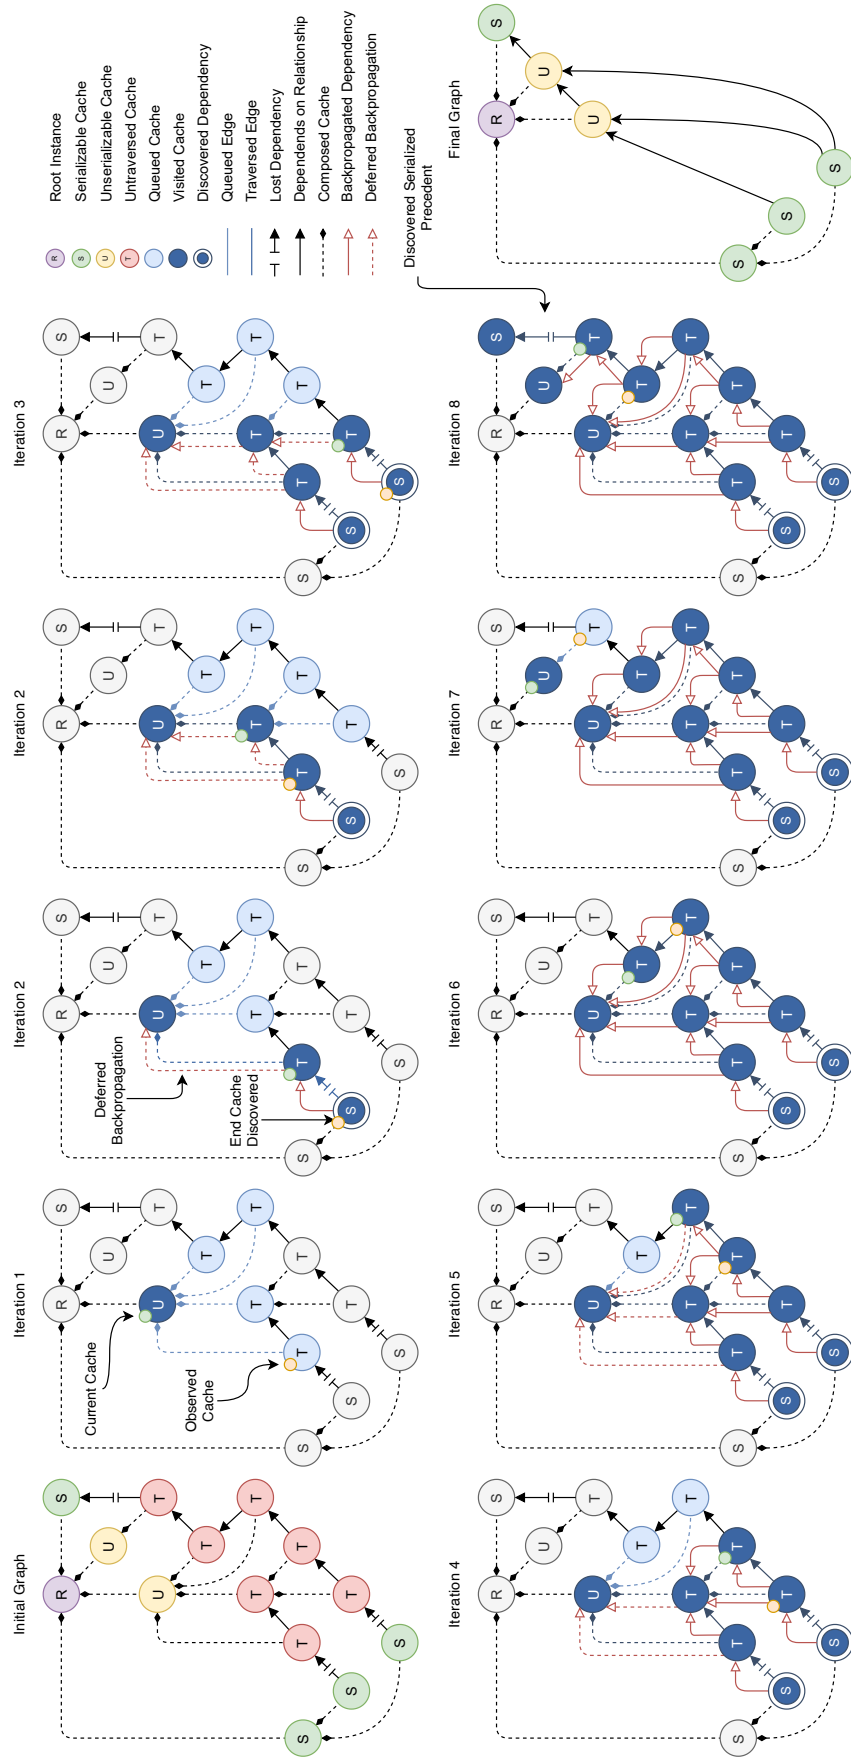 Initial Graph
R S
U
U T
T
T T
S T T
S T
S
Iteration 1
R S
U
Current Cache
U T
T
Observed
Cache
T T
S T T
S T
S
Iteration 2
R S
U
Deferred
Backpropagation
U T
T
End Cache
Discovered
T T
S T T
S T
S
Iteration 2
R S
U
U T
T
T T
S T T
S T
S
Iteration 3
R S
U
U T
T
T T
S T T
S T
S
R Root Instance
S Serializable Cache
U Unserializable Cache
T Untraversed Cache
Queued Cache
Visited Cache
Discovered Dependency
Queued Edge
Traversed Edge
Lost Dependency
Dependends on Relationship
Composed Cache
Backpropagated Dependency
Deferred Backpropagation
Iteration 4
R S
U
U T
T
T T
S T T
S T
S
Iteration 5
R S
U
U T
T
T T
S T T
S T
S
Iteration 6
R S
U
U T
T
T T
S T T
S T
S
Iteration 7
R S
U
U T
T
T T
S T T
S T
S
Iteration 8
R S
U
U T
T
T T
S T T
S T
S
Discovered Serialized
Precedent
Final Graph
R S
U
U
S
S
S